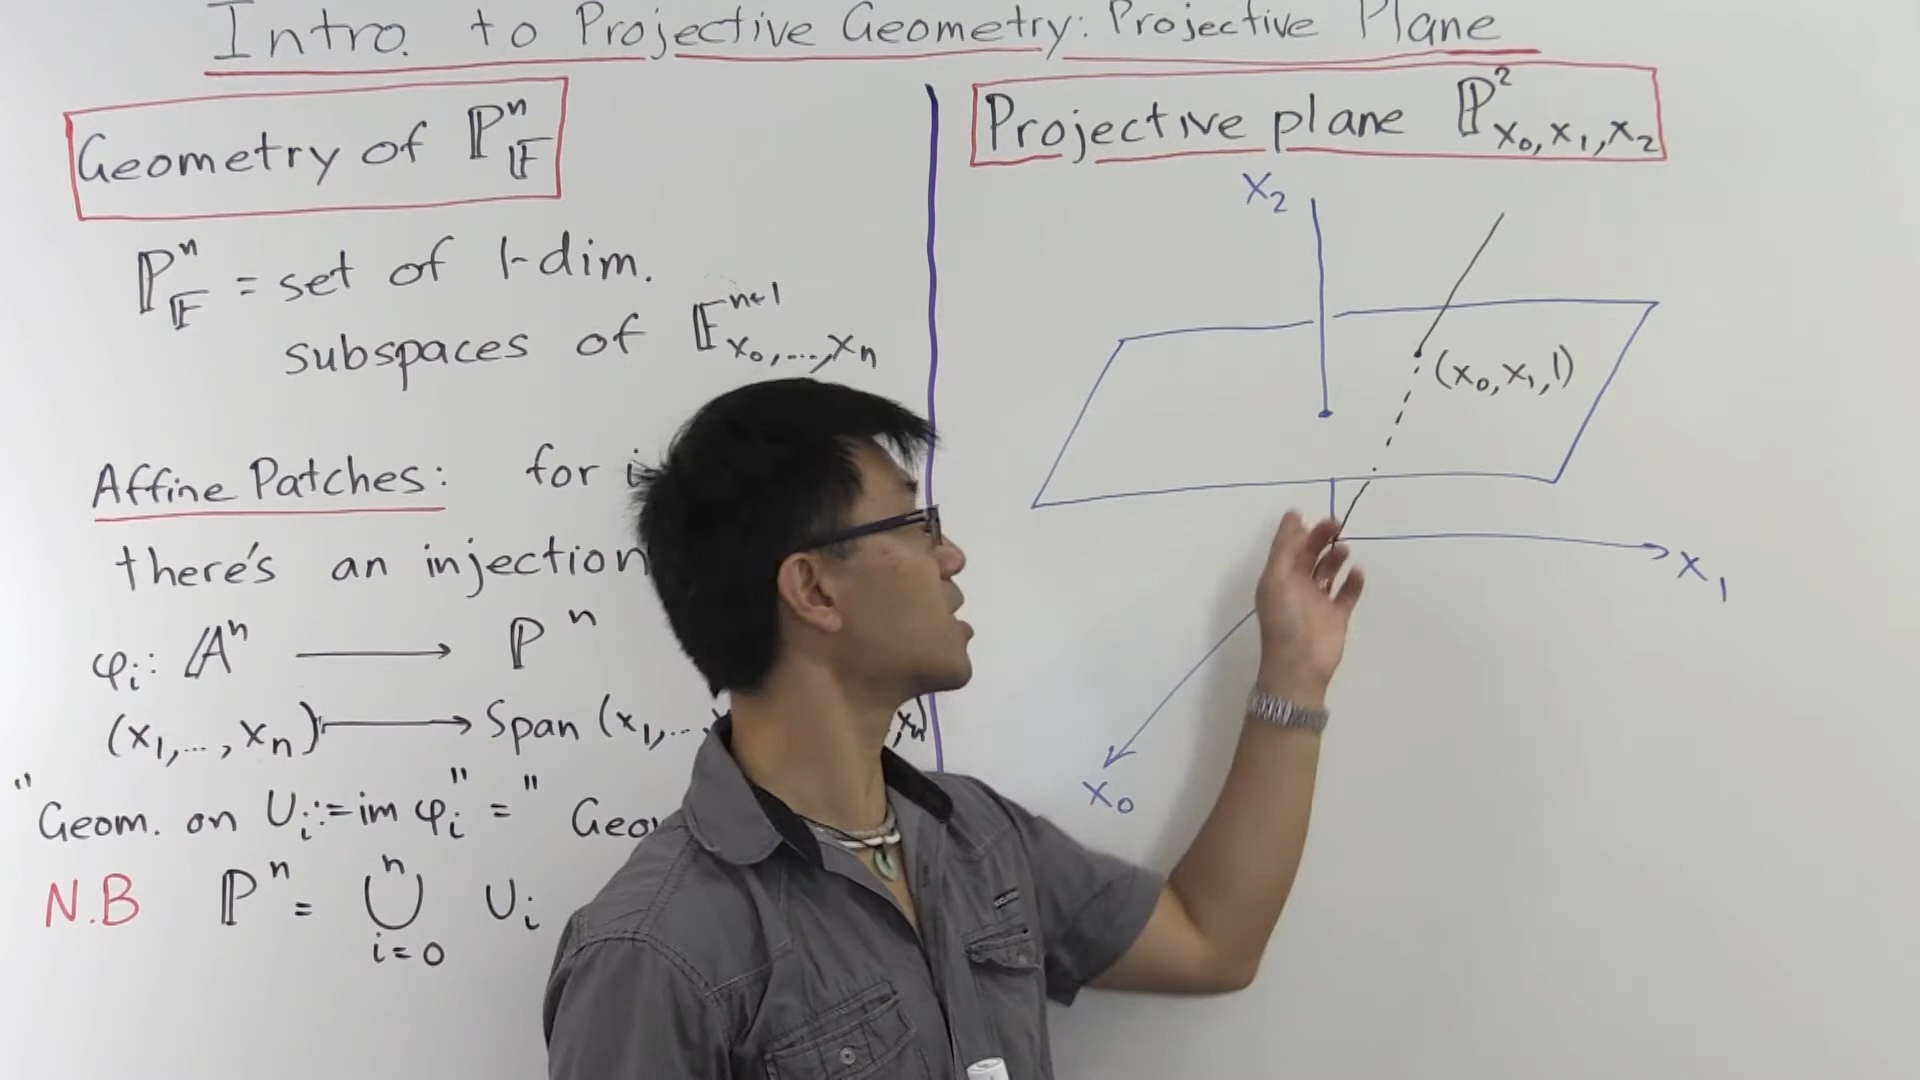 Intro. to Projective Geometry: Projective Plane
Geometry of ℙⁿ_𝔽
ℙⁿ_𝔽 = set of 1-dim.
subspaces of 𝔽ⁿ⁺¹_x₀,...,xₙ
Affine Patches: for i
there's an injection
φᵢ: 𝔸ⁿ ⟶ ℙⁿ
(x₁,...,xₙ) ⟼ Span (x₁,.. ,xₙ)
"Geom. on Uᵢ:=im φᵢ" = "
N.B ℙⁿ = ⋃ⁿᵢ₌₀ Uᵢ
Projective plane ℙ²_x₀,x₁,x₂
x₂
(x₀,x₁,1)
x₁
x₀